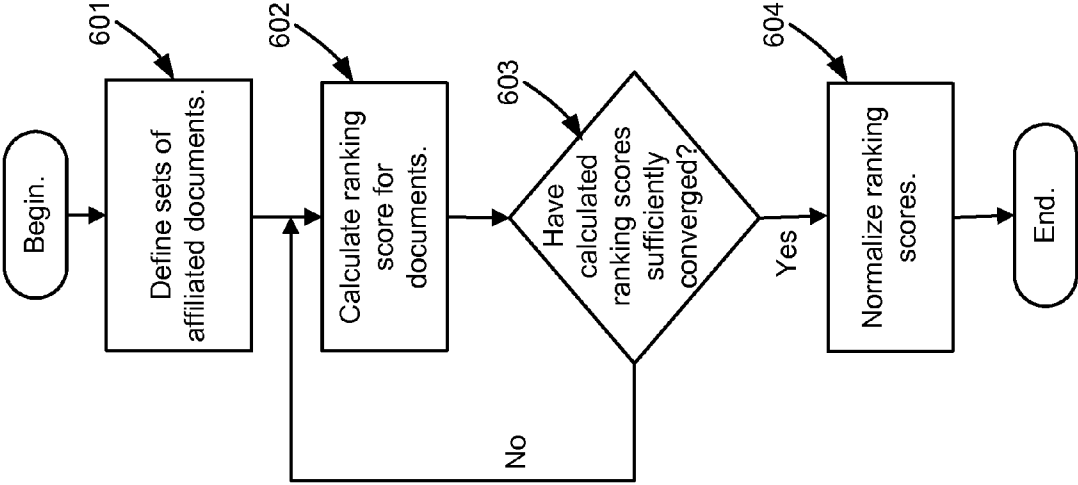 Begin.
601
Define sets of
affiliated documents.
602
Calculate ranking
score for
documents.
603
Have
calculated
ranking scores
sufficiently
converged?
No
Yes
604
Normalize ranking
scores.
End.